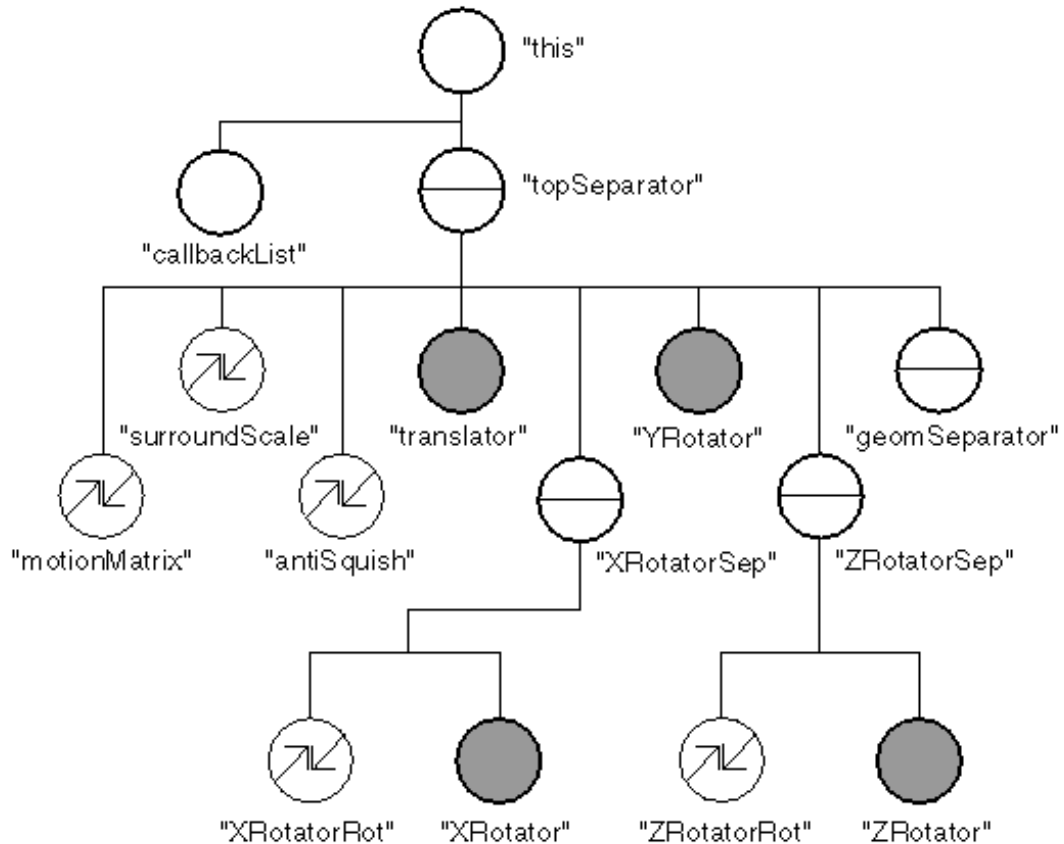 "this"
"topSeparator"
"callbackList"
"surroundScale"
"translator"
"YRotator"
"geomSeparator"
"motionMatrix"
"antiSquish"
"XRotatorSep"
"ZRotatorSep"
"XRotatorRot"
"XRotator"
"ZRotatorRot"
"ZRotator"